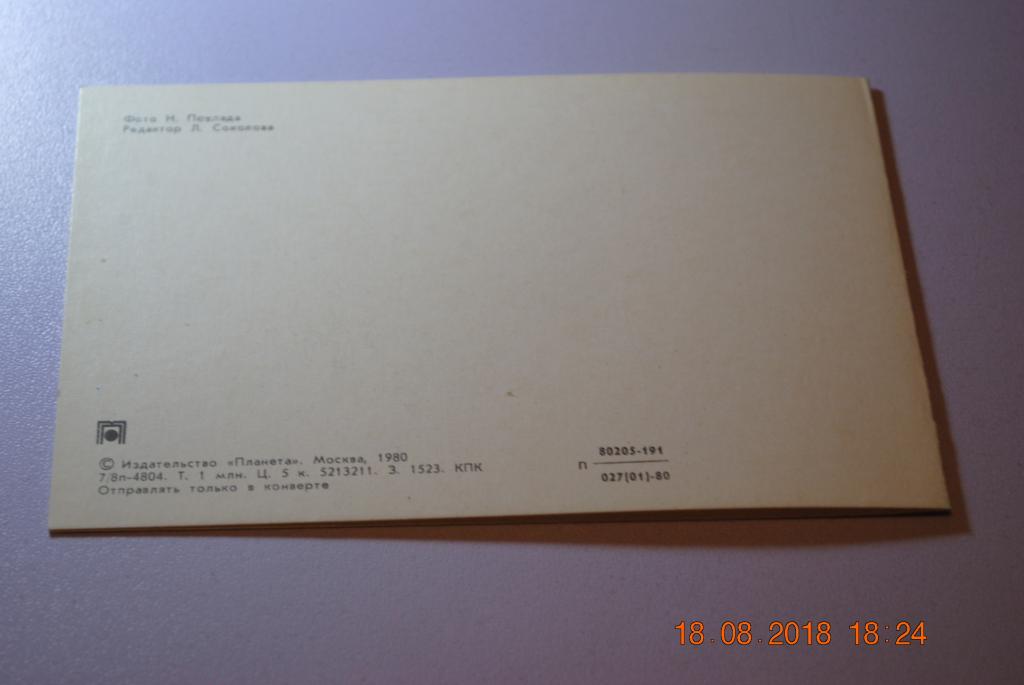 Фото Н. Поклада
Редактор Л. Соколова
© Издательство «Планета». Москва, 1980
7/8п-4804. Т. 1 млн. Ц. 5 к. 5213211. З. 1523. КПК
Отправлять только в конверте
П 80205-191
027(01)-80
18.08.2018 18:24